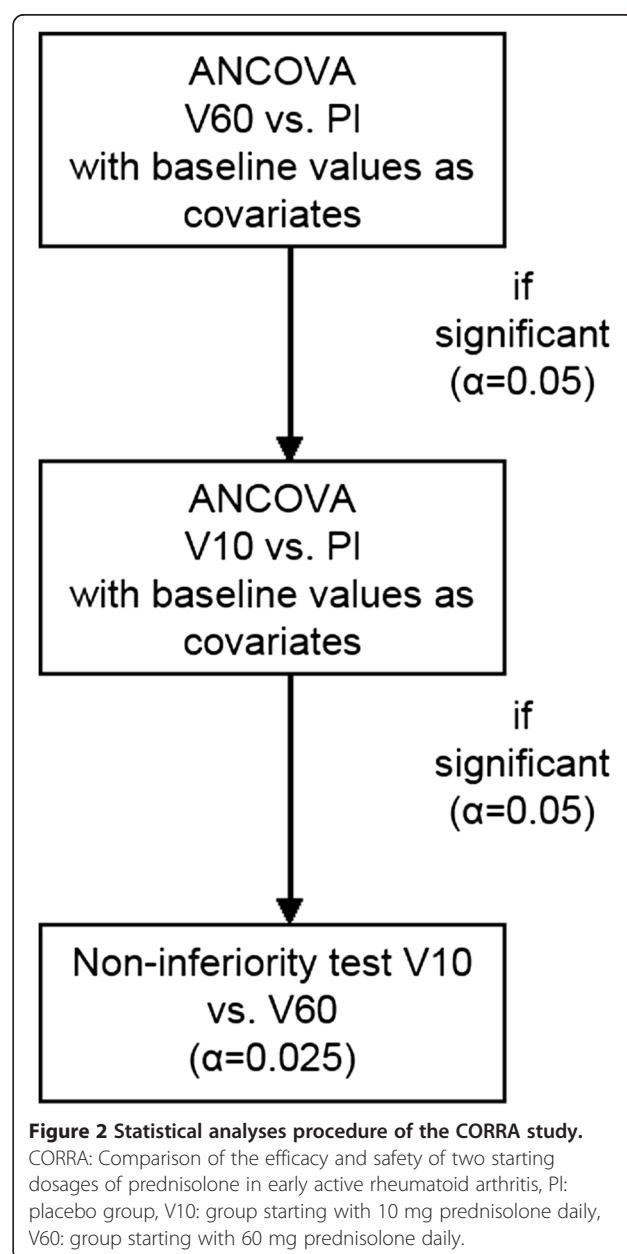 ANCOVA
V60 vs. Pl
with baseline values as
covariates
if
significant
(α=0.05)
ANCOVA
V10 vs. Pl
with baseline values as
covariates
if
significant
(α=0.05)
Non-inferiority test V10
vs. V60
(α=0.025)
Figure 2 Statistical analyses procedure of the CORRA study.
CORRA: Comparison of the efficacy and safety of two starting
dosages of prednisolone in early active rheumatoid arthritis, Pl:
placebo group, V10: group starting with 10 mg prednisolone daily,
V60: group starting with 60 mg prednisolone daily.